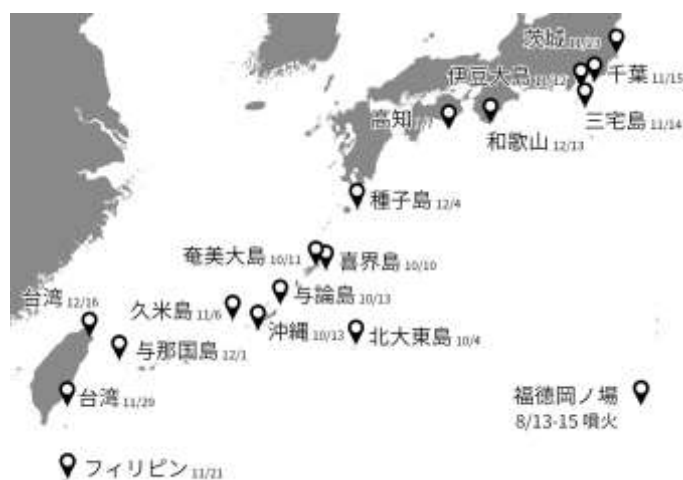 茨城 11/23
伊豆大島 11/12
千葉 11/15
高知
三宅島 11/14
和歌山 12/13
種子島 12/4
奄美大島 10/11
喜界島 10/10
台湾 12/16
久米島 11/6
与論島 10/13
沖縄 10/13
北大東島 10/4
与那国島 12/1
台湾 11/29
福徳岡ノ場
8/13-15 噴火
フィリピン 11/21